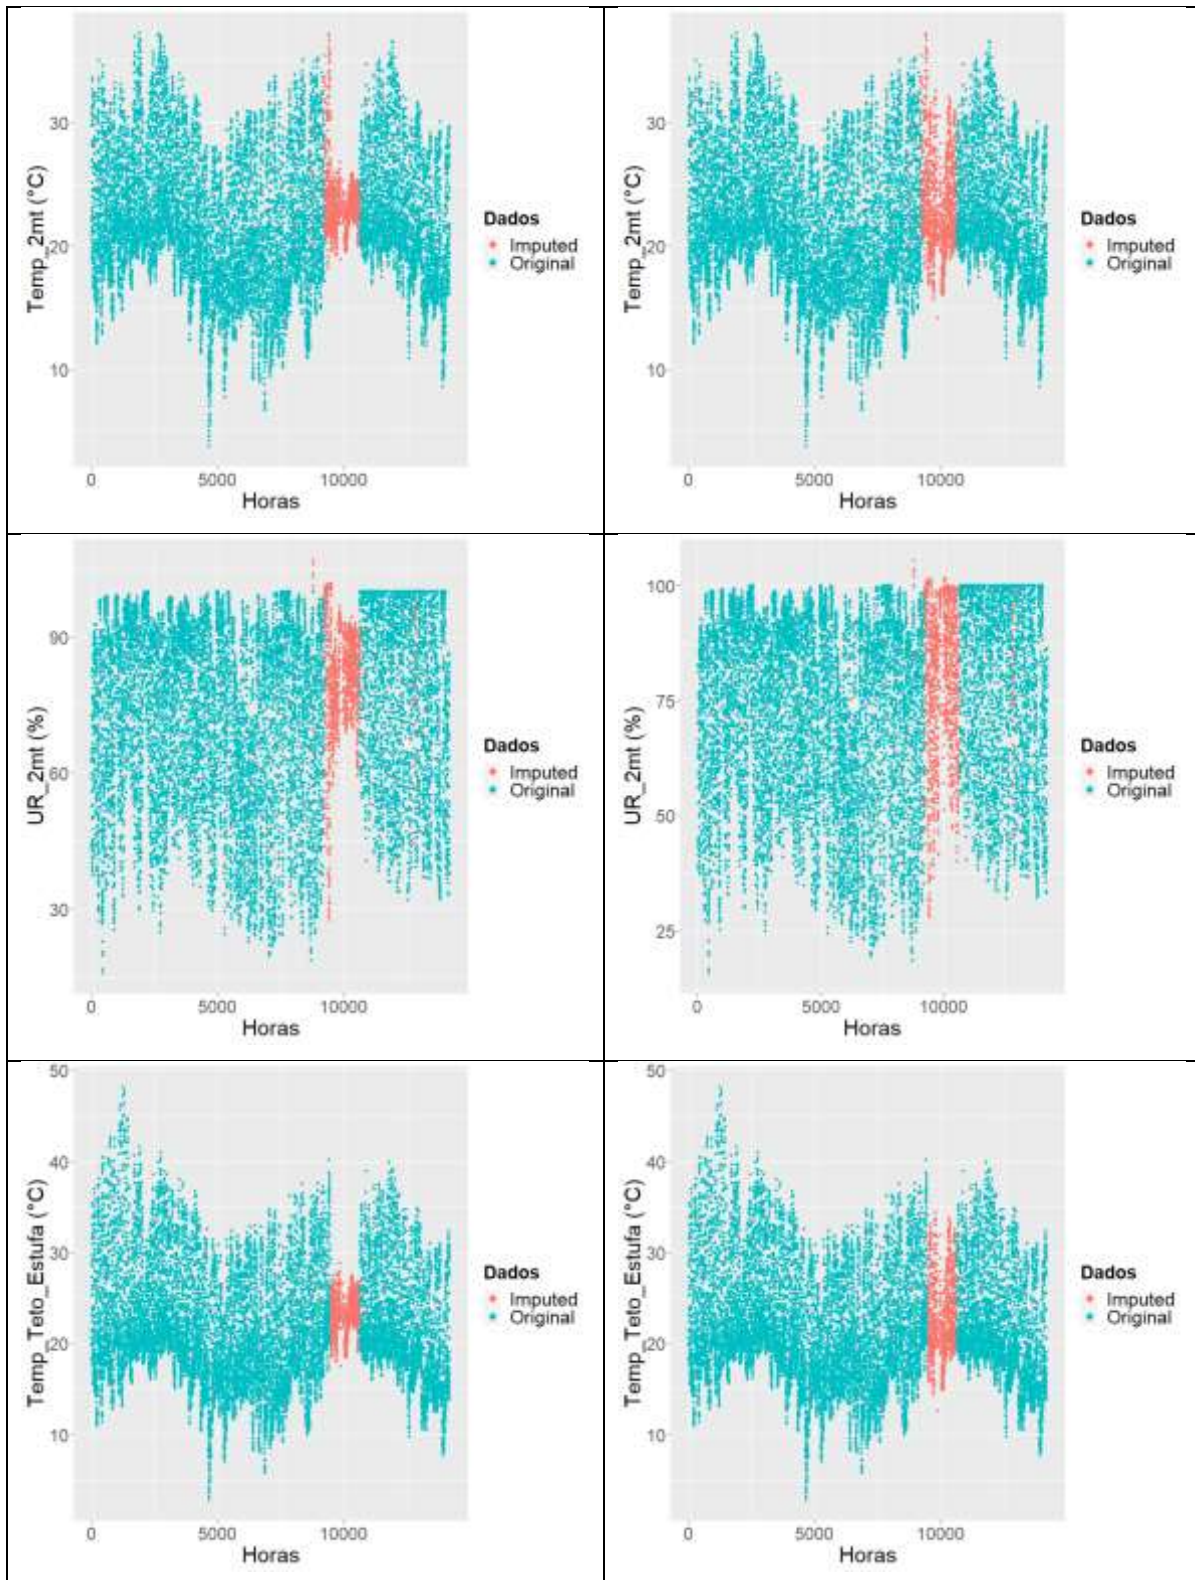 30
20
10
Temp_2mt (°C)
0 5000 10000
Horas
Dados
Imputed
Original
30
20
10
Temp_2mt (°C)
0 5000 10000
Horas
Dados
Imputed
Original
90
60
30
UR_2mt (%)
0 5000 10000
Horas
Dados
Imputed
Original
100
75
50
25
UR_2mt (%)
0 5000 10000
Horas
Dados
Imputed
Original
50
40
30
20
10
Temp_Teto_Estufa (°C)
0 5000 10000
Horas
Dados
Imputed
Original
50
40
30
20
10
Temp_Teto_Estufa (°C)
0 5000 10000
Horas
Dados
Imputed
Original